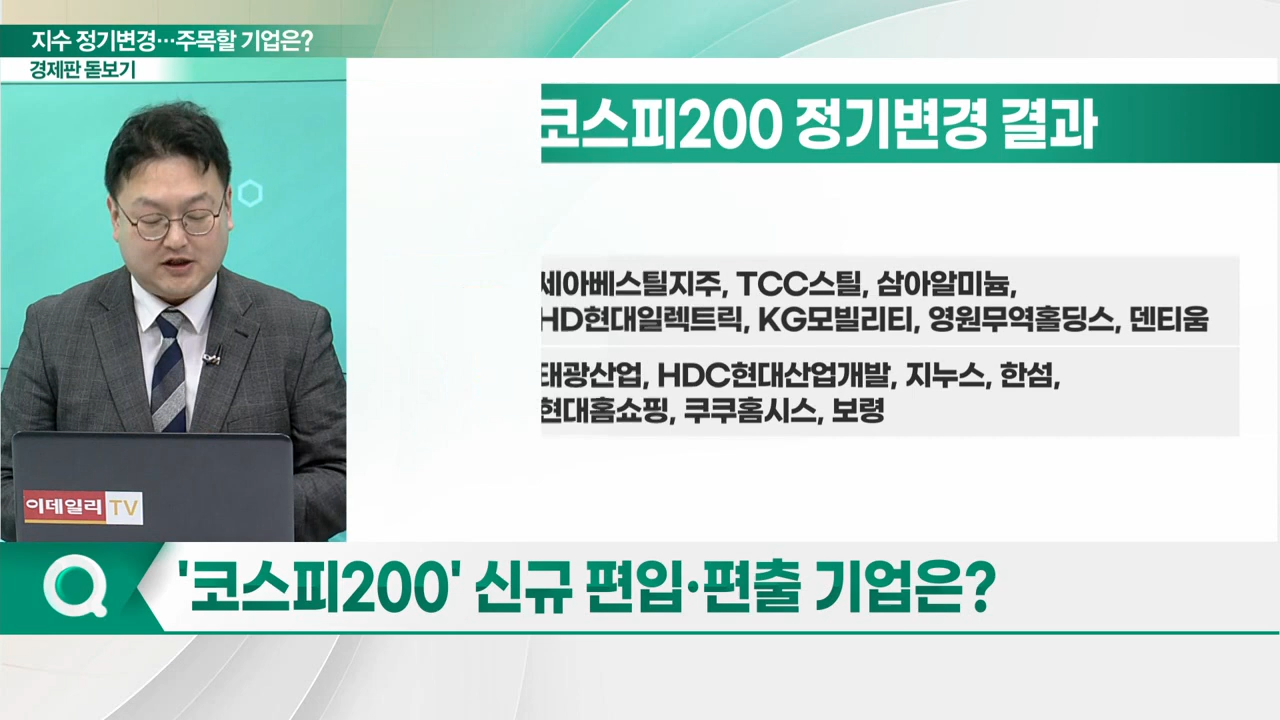 지수 정기변경…주목할 기업은?
경제판 돋보기
코스피200 정기변경 결과
세아베스틸지주, TCC스틸, 삼아알미늄,
HD현대일렉트릭, KG모빌리티, 영원무역홀딩스, 덴티움
태광산업, HDC현대산업개발, 지누스, 한섬,
현대홈쇼핑, 쿠쿠홈시스, 보령
이데일리 TV
'코스피200' 신규 편입·편출 기업은?